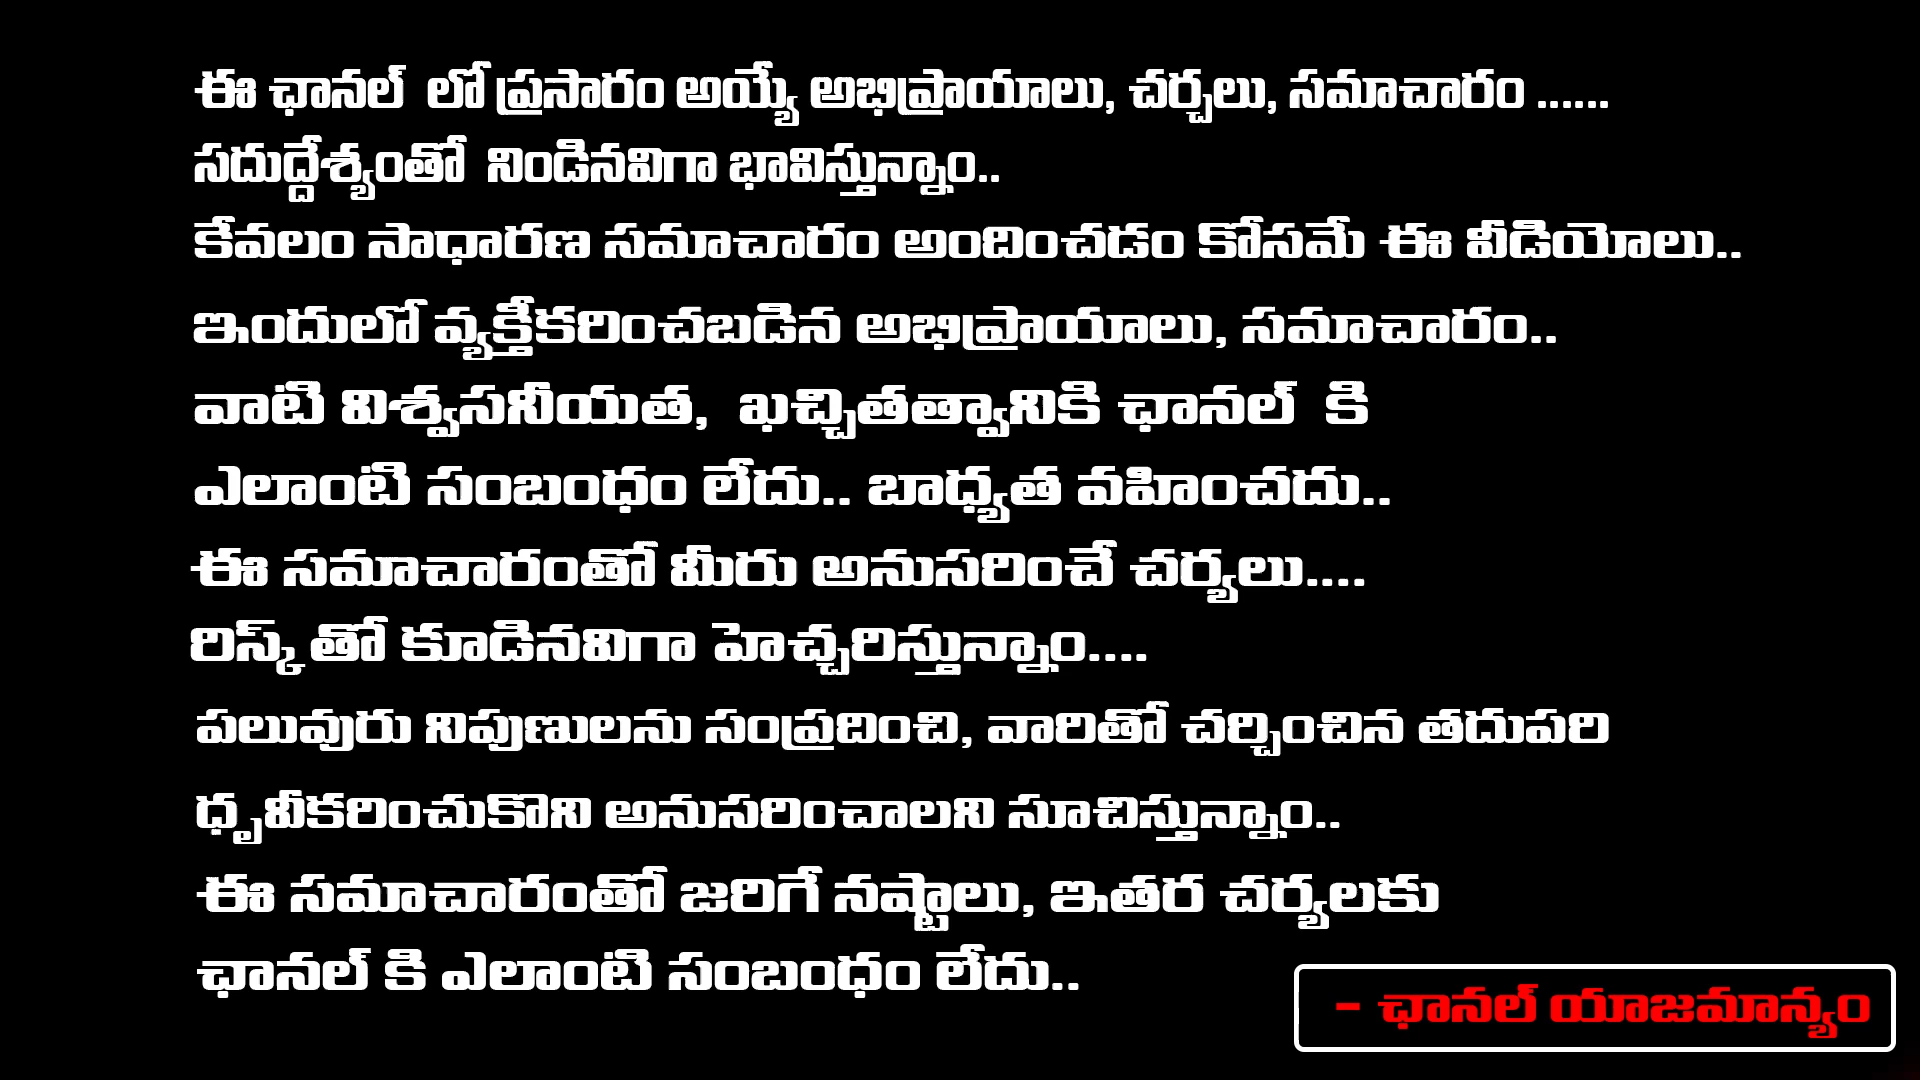 ఈ ఛానల్ లో ప్రసారం అయ్యే అభిప్రాయాలు, చర్చలు, సమాచారం ......
సదుద్దేశ్యంతో నిండినవిగా భావిస్తున్నాం..
కేవలం సాధారణ సమాచారం అందించడం కోసమే ఈ వీడియోలు..
ఇందులో వ్యక్తీకరించబడిన అభిప్రాయాలు, సమాచారం..
వాటి విశ్వసనీయత, ఖచ్చితత్వానికి ఛానల్ కి
ఎలాంటి సంబంధం లేదు.. బాధ్యత వహించదు..
ఈ సమాచారంతో మీరు అనుసరించే చర్యలు....
రిస్క్ తో కూడినవిగా హెచ్చరిస్తున్నాం....
పలువురు నిపుణులను సంప్రదించి, వారితో చర్చించిన తదుపరి
ధృవీకరించుకొని అనుసరించాలని సూచిస్తున్నాం..
ఈ సమాచారంతో జరిగే నష్టాలు, ఇతర చర్యలకు
ఛానల్ కి ఎలాంటి సంబంధం లేదు..
- ఛానల్ యాజమాన్యం